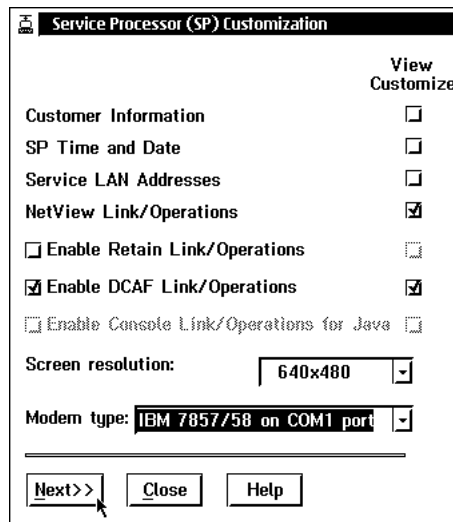 Service Processor (SP) Customization
View
Customize
Customer Information
SP Time and Date
Service LAN Addresses
NetView Link/Operations
Enable Retain Link/Operations
Enable DCAF Link/Operations
Enable Console Link/Operations for Java
Screen resolution: 640x480
Modem type: IBM 7857/58 on COM1 port
Next>> Close Help